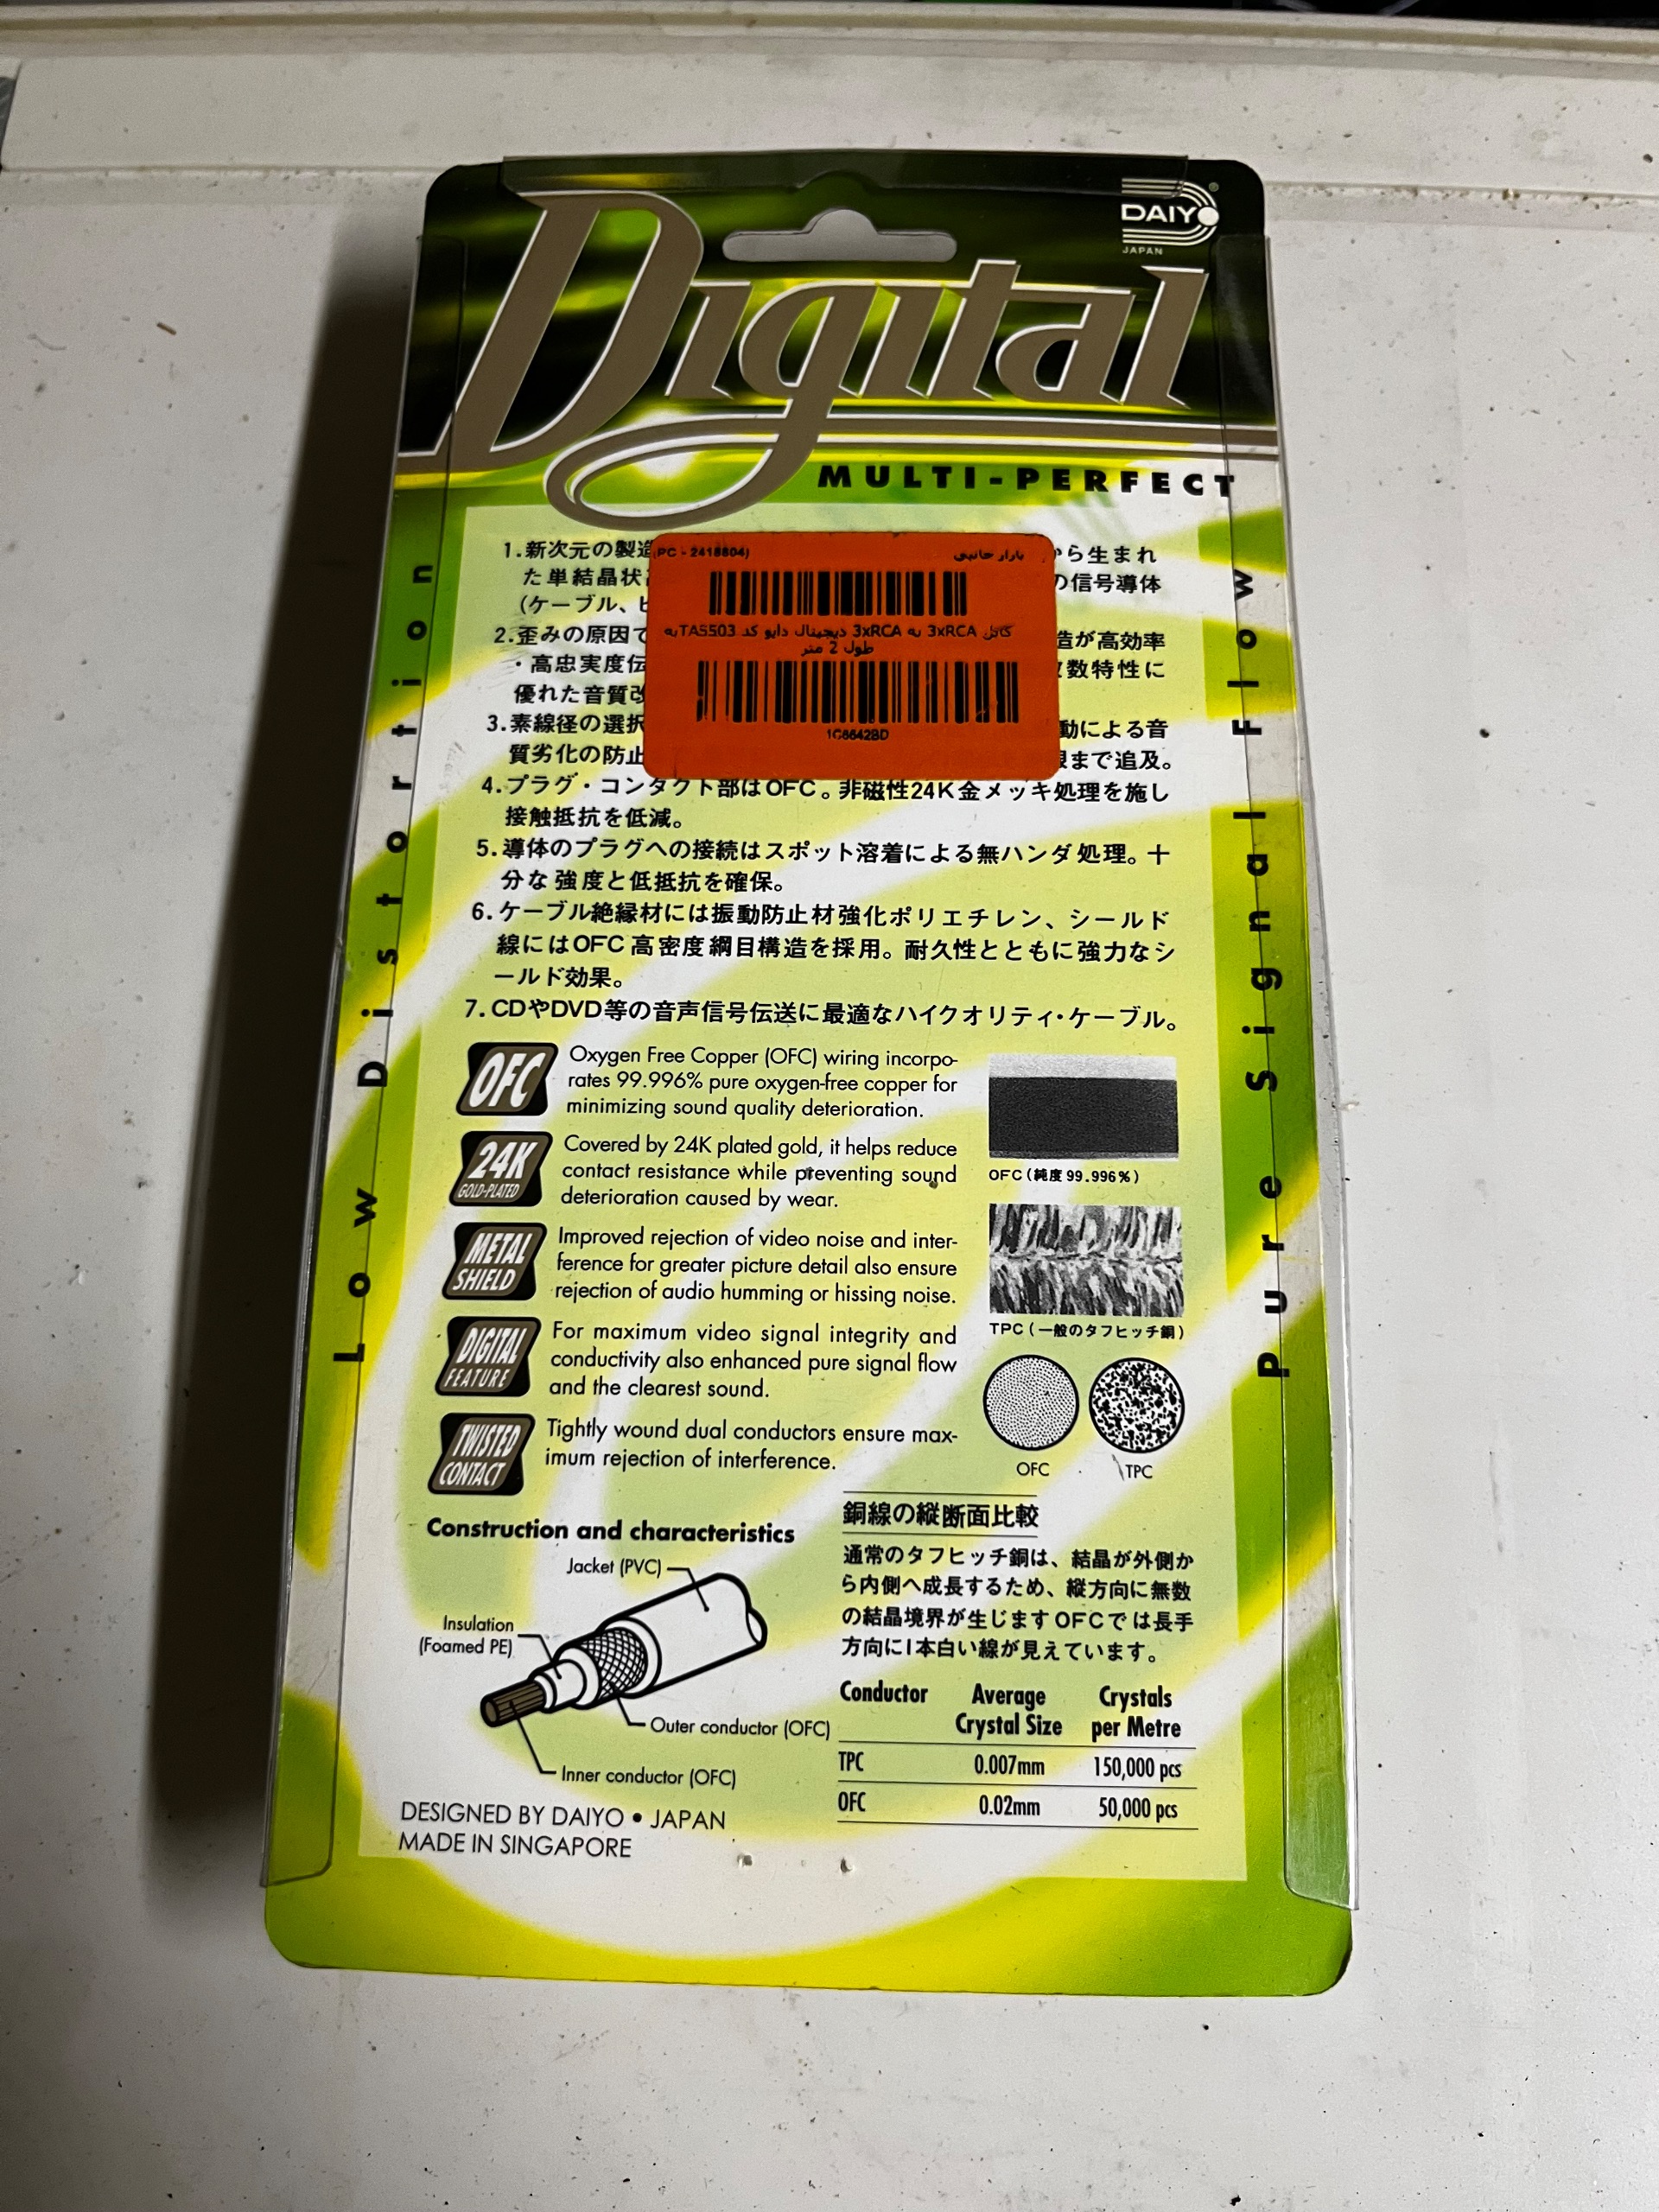 DAIYO
JAPAN
Digital
MULTI-PERFECT
Low Distortion
Pure Signal Flow
(PC - 2418804) بازار جانبی
کابل 3xRCA به 3xRCA دیجیتال دایو کد TA5503به
طول 2 متر
1C6642BD
1.新次元の製造 から生まれ
た単結晶状 の信号導体
(ケーブル、ピ
2.歪みの原因で 造が高効率
・高忠実度伝 数特性に
優れた音質改
3.素線径の選択 動による音
質劣化の防止 限まで追及。
4.プラグ・コンタクト部はOFC。非磁性24K金メッキ処理を施し
接触抵抗を低減。
5.導体のプラグへの接続はスポット溶着による無ハンダ処理。十
分な強度と低抵抗を確保。
6.ケーブル絶縁材には振動防止材強化ポリエチレン、シールド
線にはOFC高密度網目構造を採用。耐久性とともに強力なシ
ールド効果。
7.CDやDVD等の音声信号伝送に最適なハイクオリティ・ケーブル。
OFC
Oxygen Free Copper (OFC) wiring incorpo-
rates 99.996% pure oxygen-free copper for
minimizing sound quality deterioration.
24K
GOLD-PLATED
Covered by 24K plated gold, it helps reduce
contact resistance while preventing sound
deterioration caused by wear.
METAL
SHIELD
Improved rejection of video noise and inter-
ference for greater picture detail also ensure
rejection of audio humming or hissing noise.
DIGITAL
FEATURE
For maximum video signal integrity and
conductivity also enhanced pure signal flow
and the clearest sound.
TWISTED
CONTACT
Tightly wound dual conductors ensure max-
imum rejection of interference.
OFC(純度99.996%)
TPC(一般のタフヒッチ銅)
OFC TPC
Construction and characteristics
Jacket (PVC)
Insulation
(Foamed PE)
Outer conductor (OFC)
Inner conductor (OFC)
DESIGNED BY DAIYO • JAPAN
MADE IN SINGAPORE
銅線の縦断面比較
通常のタフヒッチ銅は、結晶が外側か
ら内側へ成長するため、縦方向に無数
の結晶境界が生じますOFCでは長手
方向に1本白い線が見えています。
Conductor Average Crystal Size Crystals per Metre
TPC 0.007mm 150,000 pcs
OFC 0.02mm 50,000 pcs